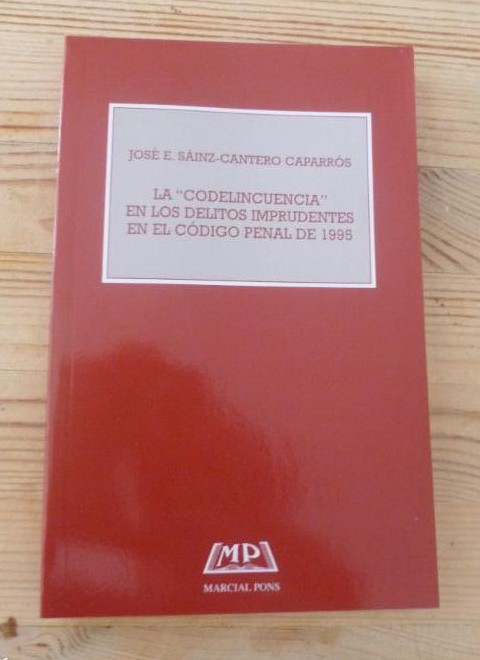 JOSÉ E. SÁINZ-CANTERO CAPARRÓS
LA "CODELINCUENCIA"
EN LOS DELITOS IMPRUDENTES
EN EL CÓDIGO PENAL DE 1995
MP
MARCIAL PONS